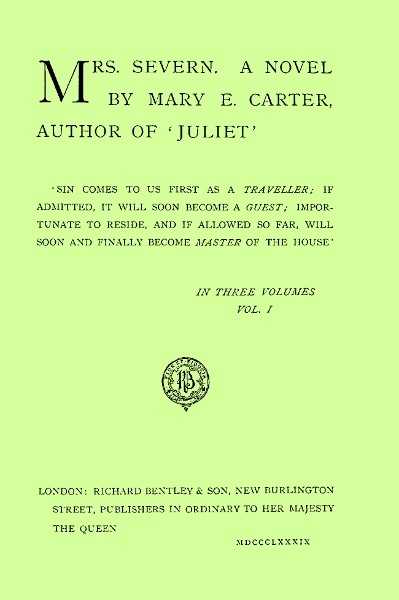 MRS. SEVERN. A NOVEL
BY MARY E. CARTER,
AUTHOR OF ‘JULIET’
‘SIN COMES TO US FIRST AS A TRAVELLER; IF
ADMITTED, IT WILL SOON BECOME A GUEST; IMPOR-
TUNATE TO RESIDE, AND IF ALLOWED SO FAR, WILL
SOON AND FINALLY BECOME MASTER OF THE HOUSE’
IN THREE VOLUMES
VOL. I
RB
LONDON: RICHARD BENTLEY & SON, NEW BURLINGTON
STREET, PUBLISHERS IN ORDINARY TO HER MAJESTY
THE QUEEN
MDCCCLXXXIX